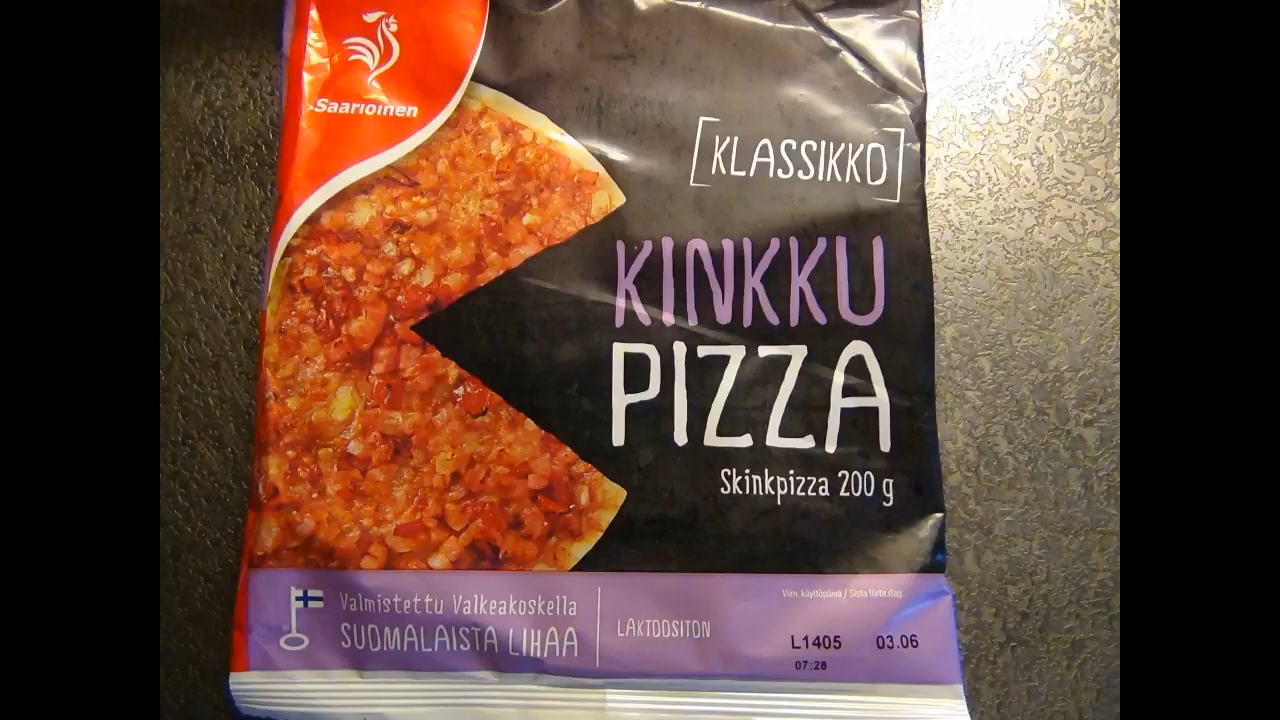 Saarioinen
[KLASSIKKO]
KINKKU
PIZZA
Skinkpizza 200 g
Valmistettu Valkeakoskella
SUOMALAISTA LIHAA
LAKTOOSITON
Viim. käyttöpäivä / Sista förbr.dag:
L1405 03.06
07:28